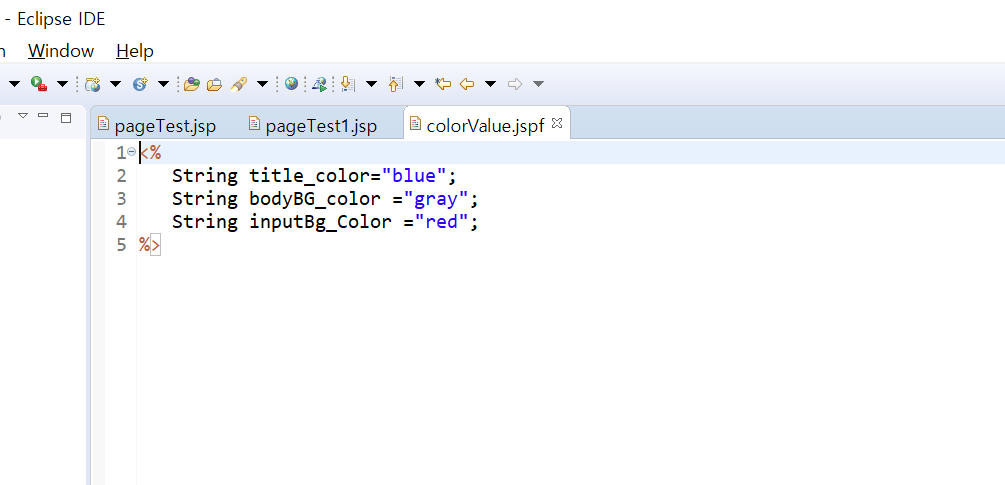 - Eclipse IDE
Window Help
pageTest.jsp pageTest1.jsp colorValue.jspf
1 <%
2 String title_color="blue";
3 String bodyBG_color ="gray";
4 String inputBg_Color ="red";
5 %>